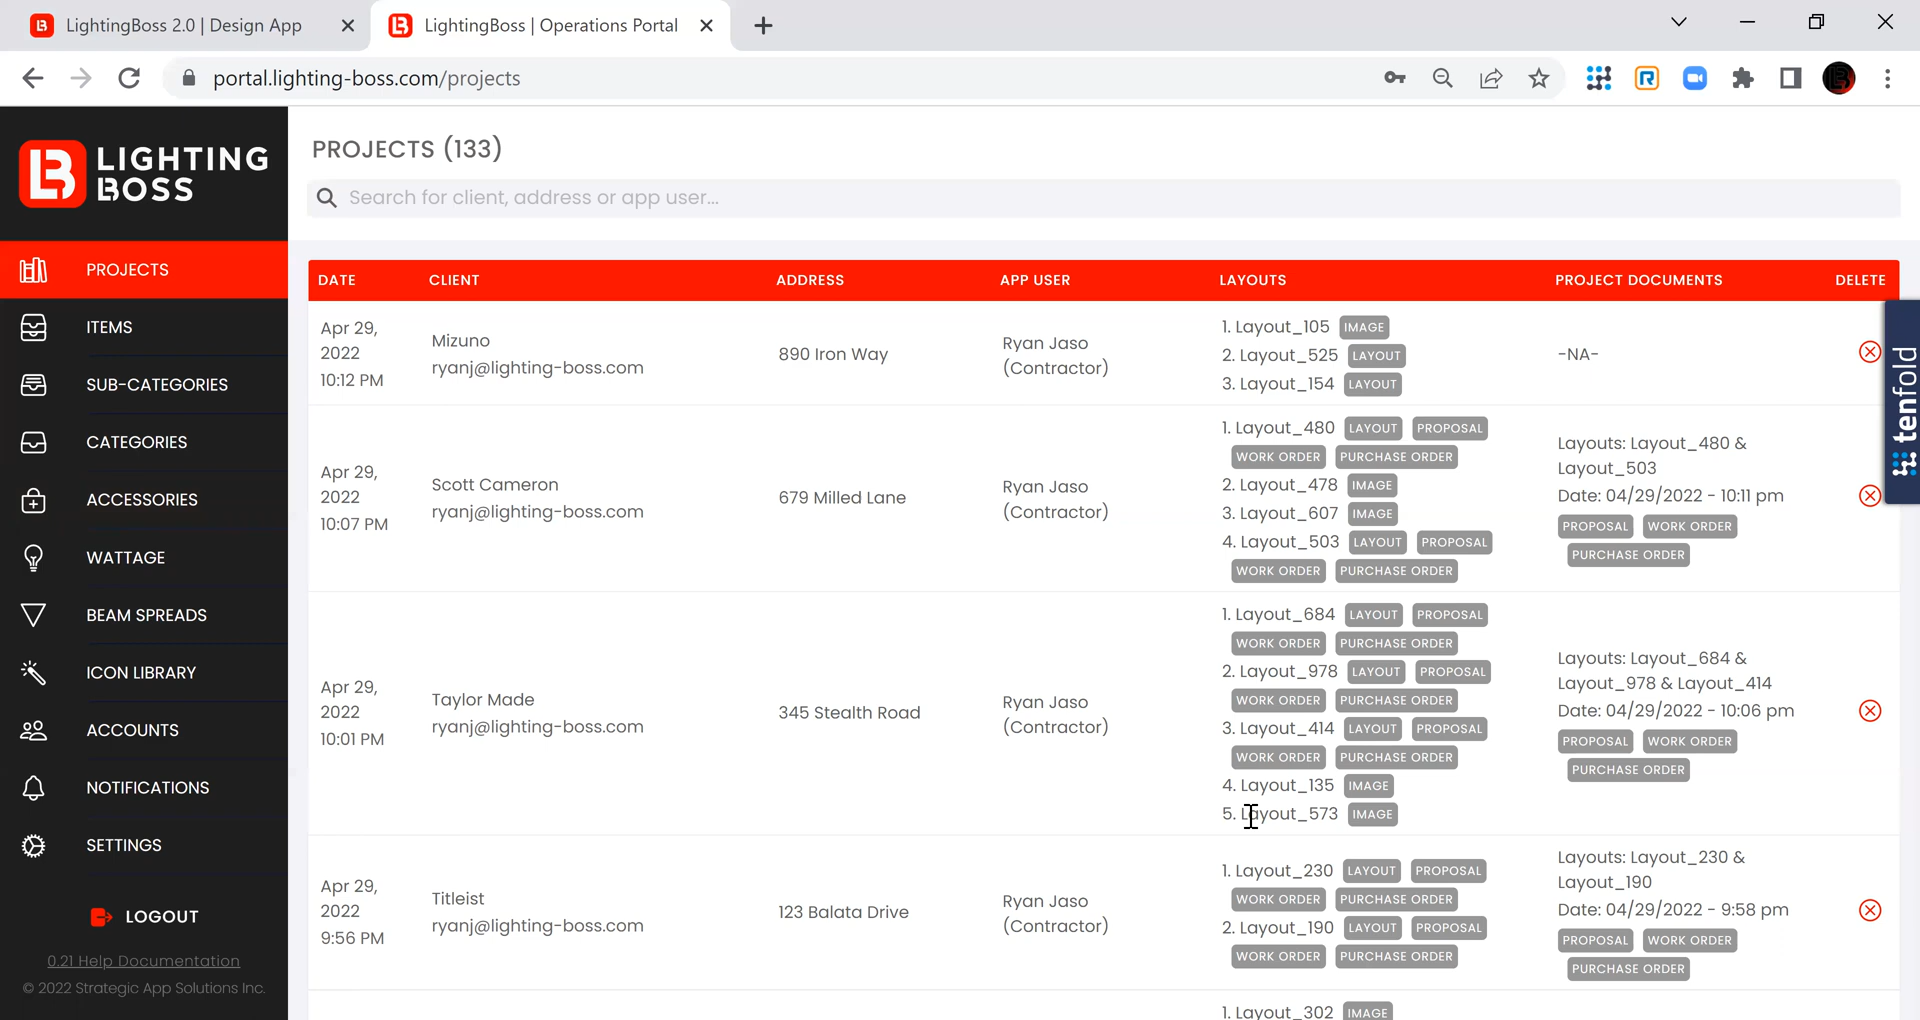 LightingBoss 2.0 | Design App
LightingBoss | Operations Portal
portal.lighting-boss.com/projects
LIGHTING
BOSS
PROJECTS
ITEMS
SUB-CATEGORIES
CATEGORIES
ACCESSORIES
WATTAGE
BEAM SPREADS
ICON LIBRARY
ACCOUNTS
NOTIFICATIONS
SETTINGS
LOGOUT
0.21 Help Documentation
© 2022 Strategic App Solutions Inc.
PROJECTS (133)
Search for client, address or app user...
DATE CLIENT ADDRESS APP USER LAYOUTS PROJECT DOCUMENTS DELETE
Apr 29,
2022
10:12 PM
Mizuno
ryanj@lighting-boss.com
890 Iron Way
Ryan Jaso
(Contractor)
1. Layout_105 IMAGE
2. Layout_525 LAYOUT
3. Layout_154 LAYOUT
-NA-
Apr 29,
2022
10:07 PM
Scott Cameron
ryanj@lighting-boss.com
679 Milled Lane
Ryan Jaso
(Contractor)
1. Layout_480 LAYOUT PROPOSAL
WORK ORDER PURCHASE ORDER
2. Layout_478 IMAGE
3. Layout_607 IMAGE
4. Layout_503 LAYOUT PROPOSAL
WORK ORDER PURCHASE ORDER
Layouts: Layout_480 &
Layout_503
Date: 04/29/2022 - 10:11 pm
PROPOSAL WORK ORDER
PURCHASE ORDER
Apr 29,
2022
10:01 PM
Taylor Made
ryanj@lighting-boss.com
345 Stealth Road
Ryan Jaso
(Contractor)
1. Layout_684 LAYOUT PROPOSAL
WORK ORDER PURCHASE ORDER
2. Layout_978 LAYOUT PROPOSAL
WORK ORDER PURCHASE ORDER
3. Layout_414 LAYOUT PROPOSAL
WORK ORDER PURCHASE ORDER
4. Layout_135 IMAGE
5. Layout_573 IMAGE
Layouts: Layout_684 &
Layout_978 & Layout_414
Date: 04/29/2022 - 10:06 pm
PROPOSAL WORK ORDER
PURCHASE ORDER
Apr 29,
2022
9:56 PM
Titleist
ryanj@lighting-boss.com
123 Balata Drive
Ryan Jaso
(Contractor)
1. Layout_230 LAYOUT PROPOSAL
WORK ORDER PURCHASE ORDER
2. Layout_190 LAYOUT PROPOSAL
WORK ORDER PURCHASE ORDER
Layouts: Layout_230 &
Layout_190
Date: 04/29/2022 - 9:58 pm
PROPOSAL WORK ORDER
PURCHASE ORDER
1. Layout_302 IMAGE
tenfold